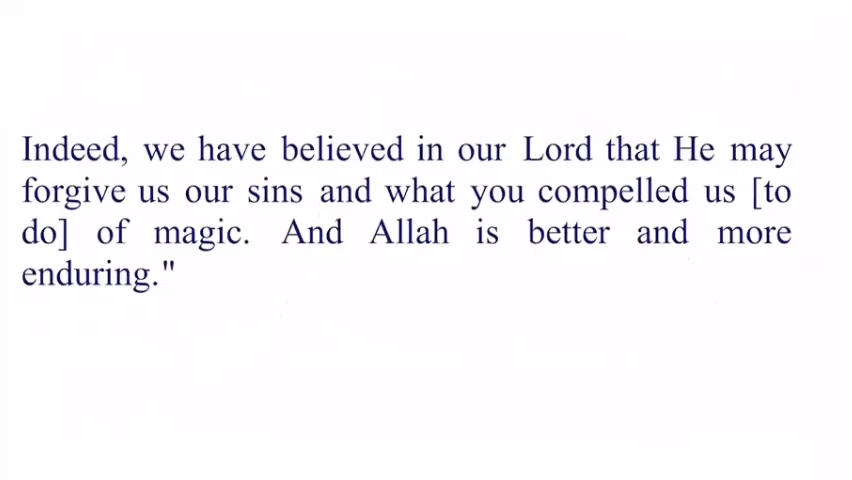 Indeed, we have believed in our Lord that He may
forgive us our sins and what you compelled us [to
do] of magic. And Allah is better and more
enduring."